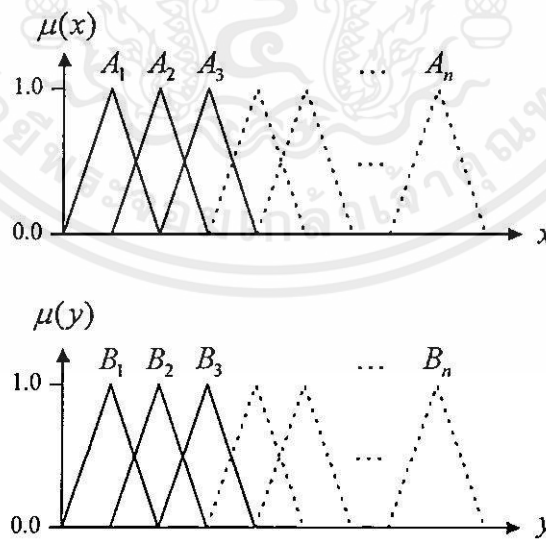 μ(x)
A₁ A₂ A₃ ... Aₙ
1.0
...
0.0
x
μ(y)
B₁ B₂ B₃ ... Bₙ
1.0
...
0.0
y